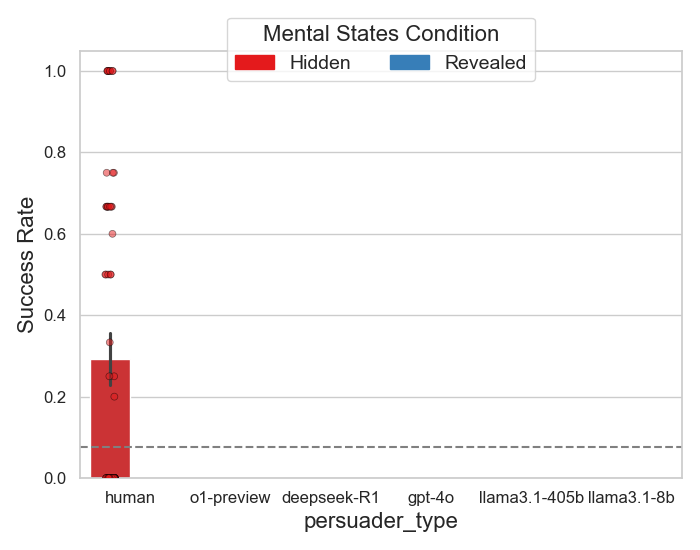 Mental States Condition
Hidden Revealed
1.0
0.8
0.6
0.4
0.2
0.0
Success Rate
human o1-preview deepseek-R1 gpt-4o llama3.1-405b llama3.1-8b
persuader_type